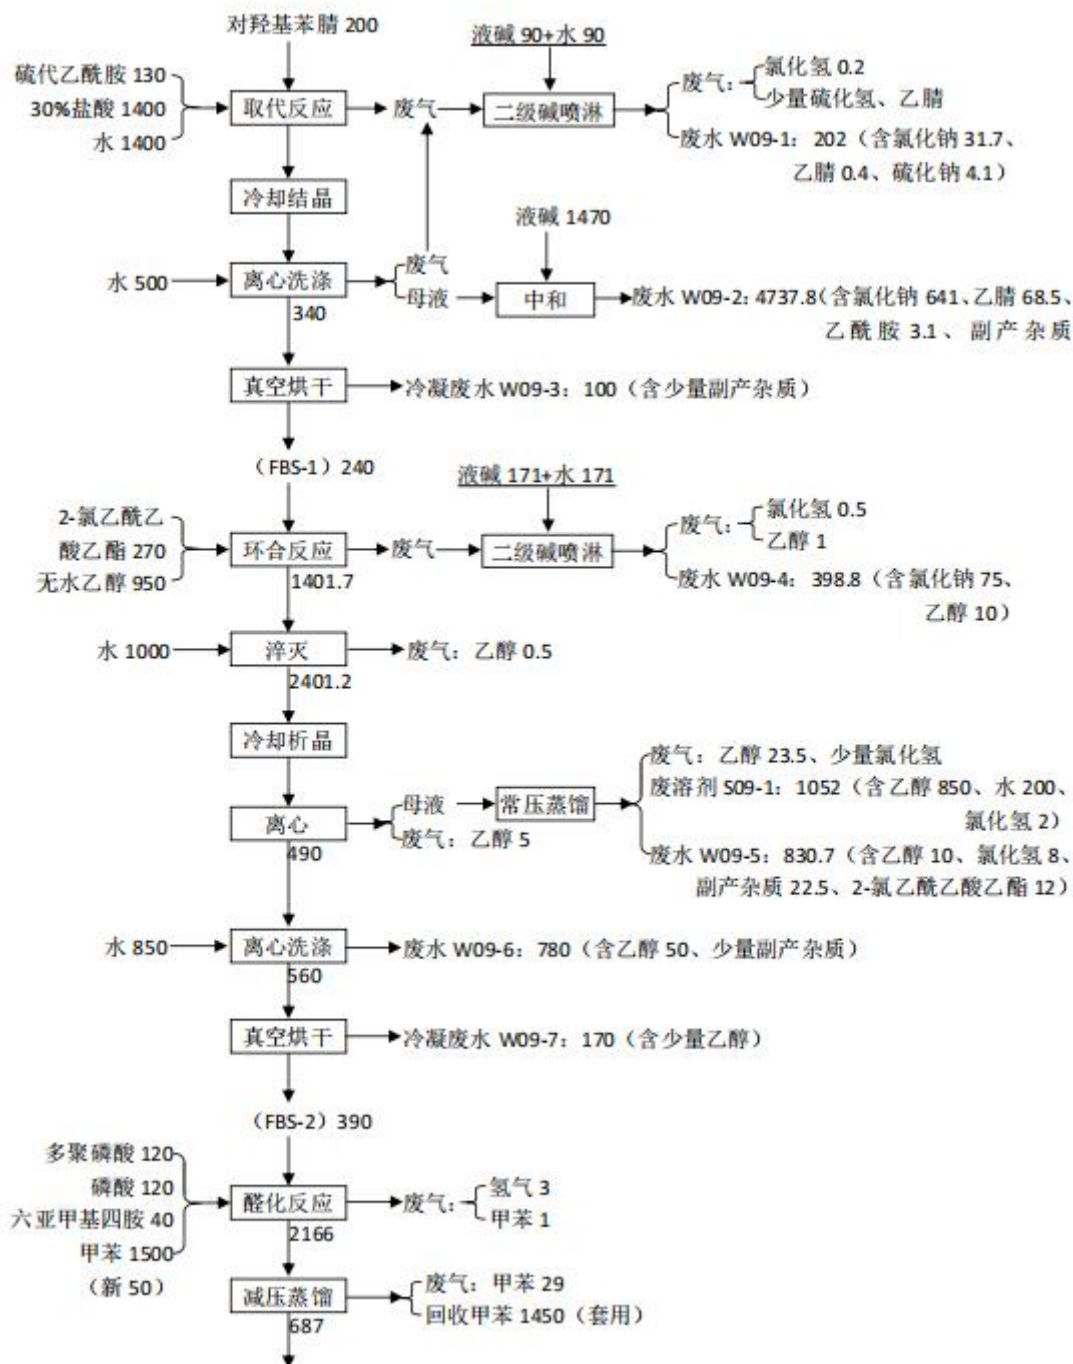 对羟基苯腈 200
液碱 90+水 90
硫代乙酰胺 130
30%盐酸 1400
水 1400
取代反应
废气
二级碱喷淋
废气：
氯化氢 0.2
少量硫化氢、乙腈
废水 W09-1：202（含氯化钠 31.7、
乙腈 0.4、硫化钠 4.1）
冷却结晶
液碱 1470
水 500
离心洗涤
废气
母液
中和
废水 W09-2：4737.8（含氯化钠 641、乙腈 68.5、
乙酰胺 3.1、副产杂质
340
真空烘干
冷凝废水 W09-3：100（含少量副产杂质）
（FBS-1）240
液碱 171+水 171
2-氯乙酰乙
酸乙酯 270
无水乙醇 950
环合反应
废气
二级碱喷淋
废气：
氯化氢 0.5
乙醇 1
废水 W09-4：398.8（含氯化钠 75、
乙醇 10）
1401.7
水 1000
淬灭
废气：乙醇 0.5
2401.2
冷却析晶
离心
母液
废气：乙醇 5
常压蒸馏
废气：乙醇 23.5、少量氯化氢
废溶剂 S09-1：1052（含乙醇 850、水 200、
氯化氢 2）
废水 W09-5：830.7（含乙醇 10、氯化氢 8、
副产杂质 22.5、2-氯乙酰乙酸乙酯 12）
490
水 850
离心洗涤
废水 W09-6：780（含乙醇 50、少量副产杂质）
560
真空烘干
冷凝废水 W09-7：170（含少量乙醇）
（FBS-2）390
多聚磷酸 120
磷酸 120
六亚甲基四胺 40
甲苯 1500
（新 50）
醛化反应
废气：
氢气 3
甲苯 1
2166
减压蒸馏
废气：甲苯 29
回收甲苯 1450（套用）
687